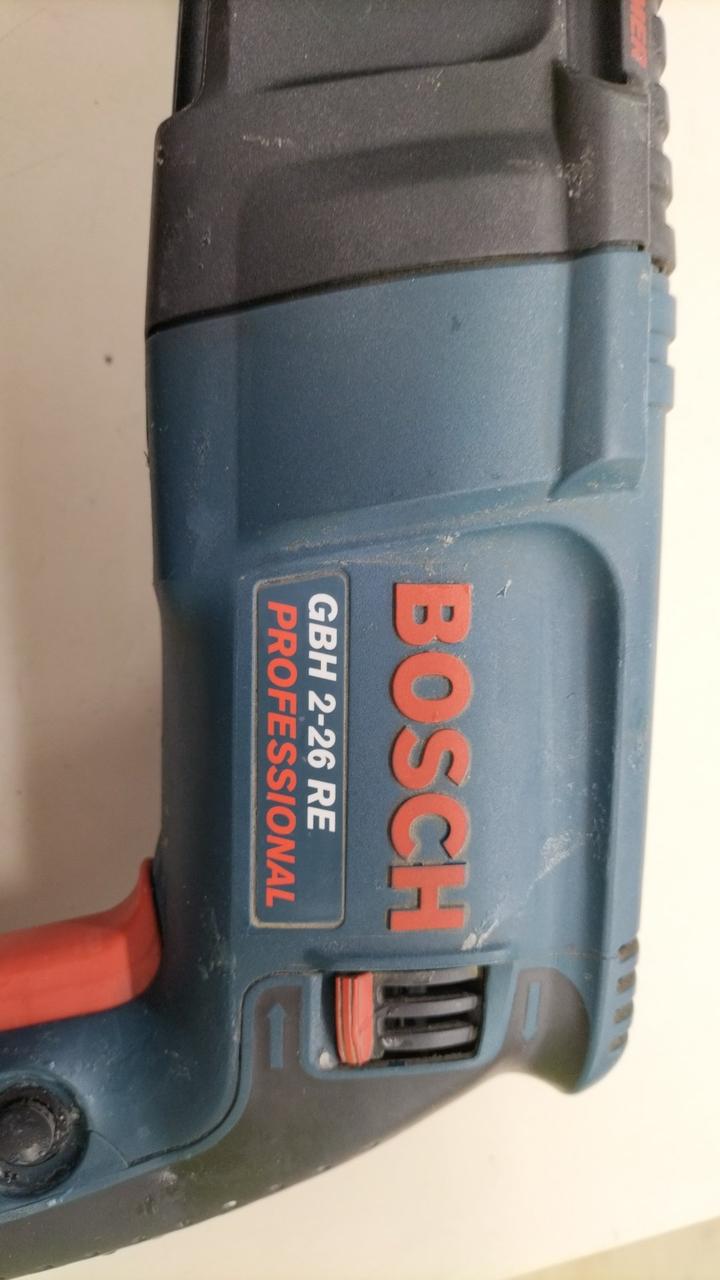 BOSCH
GBH 2-26 RE
PROFESSIONAL